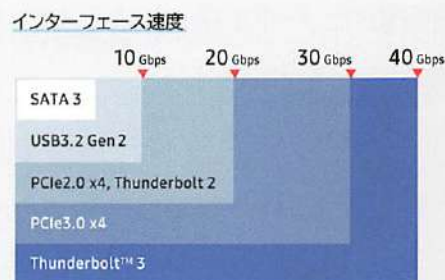 インターフェース速度
10 Gbps 20 Gbps 30 Gbps 40 Gbps
SATA 3
USB3.2 Gen 2
PCIe2.0 x4, Thunderbolt 2
PCIe3.0 x4
Thunderbolt™ 3